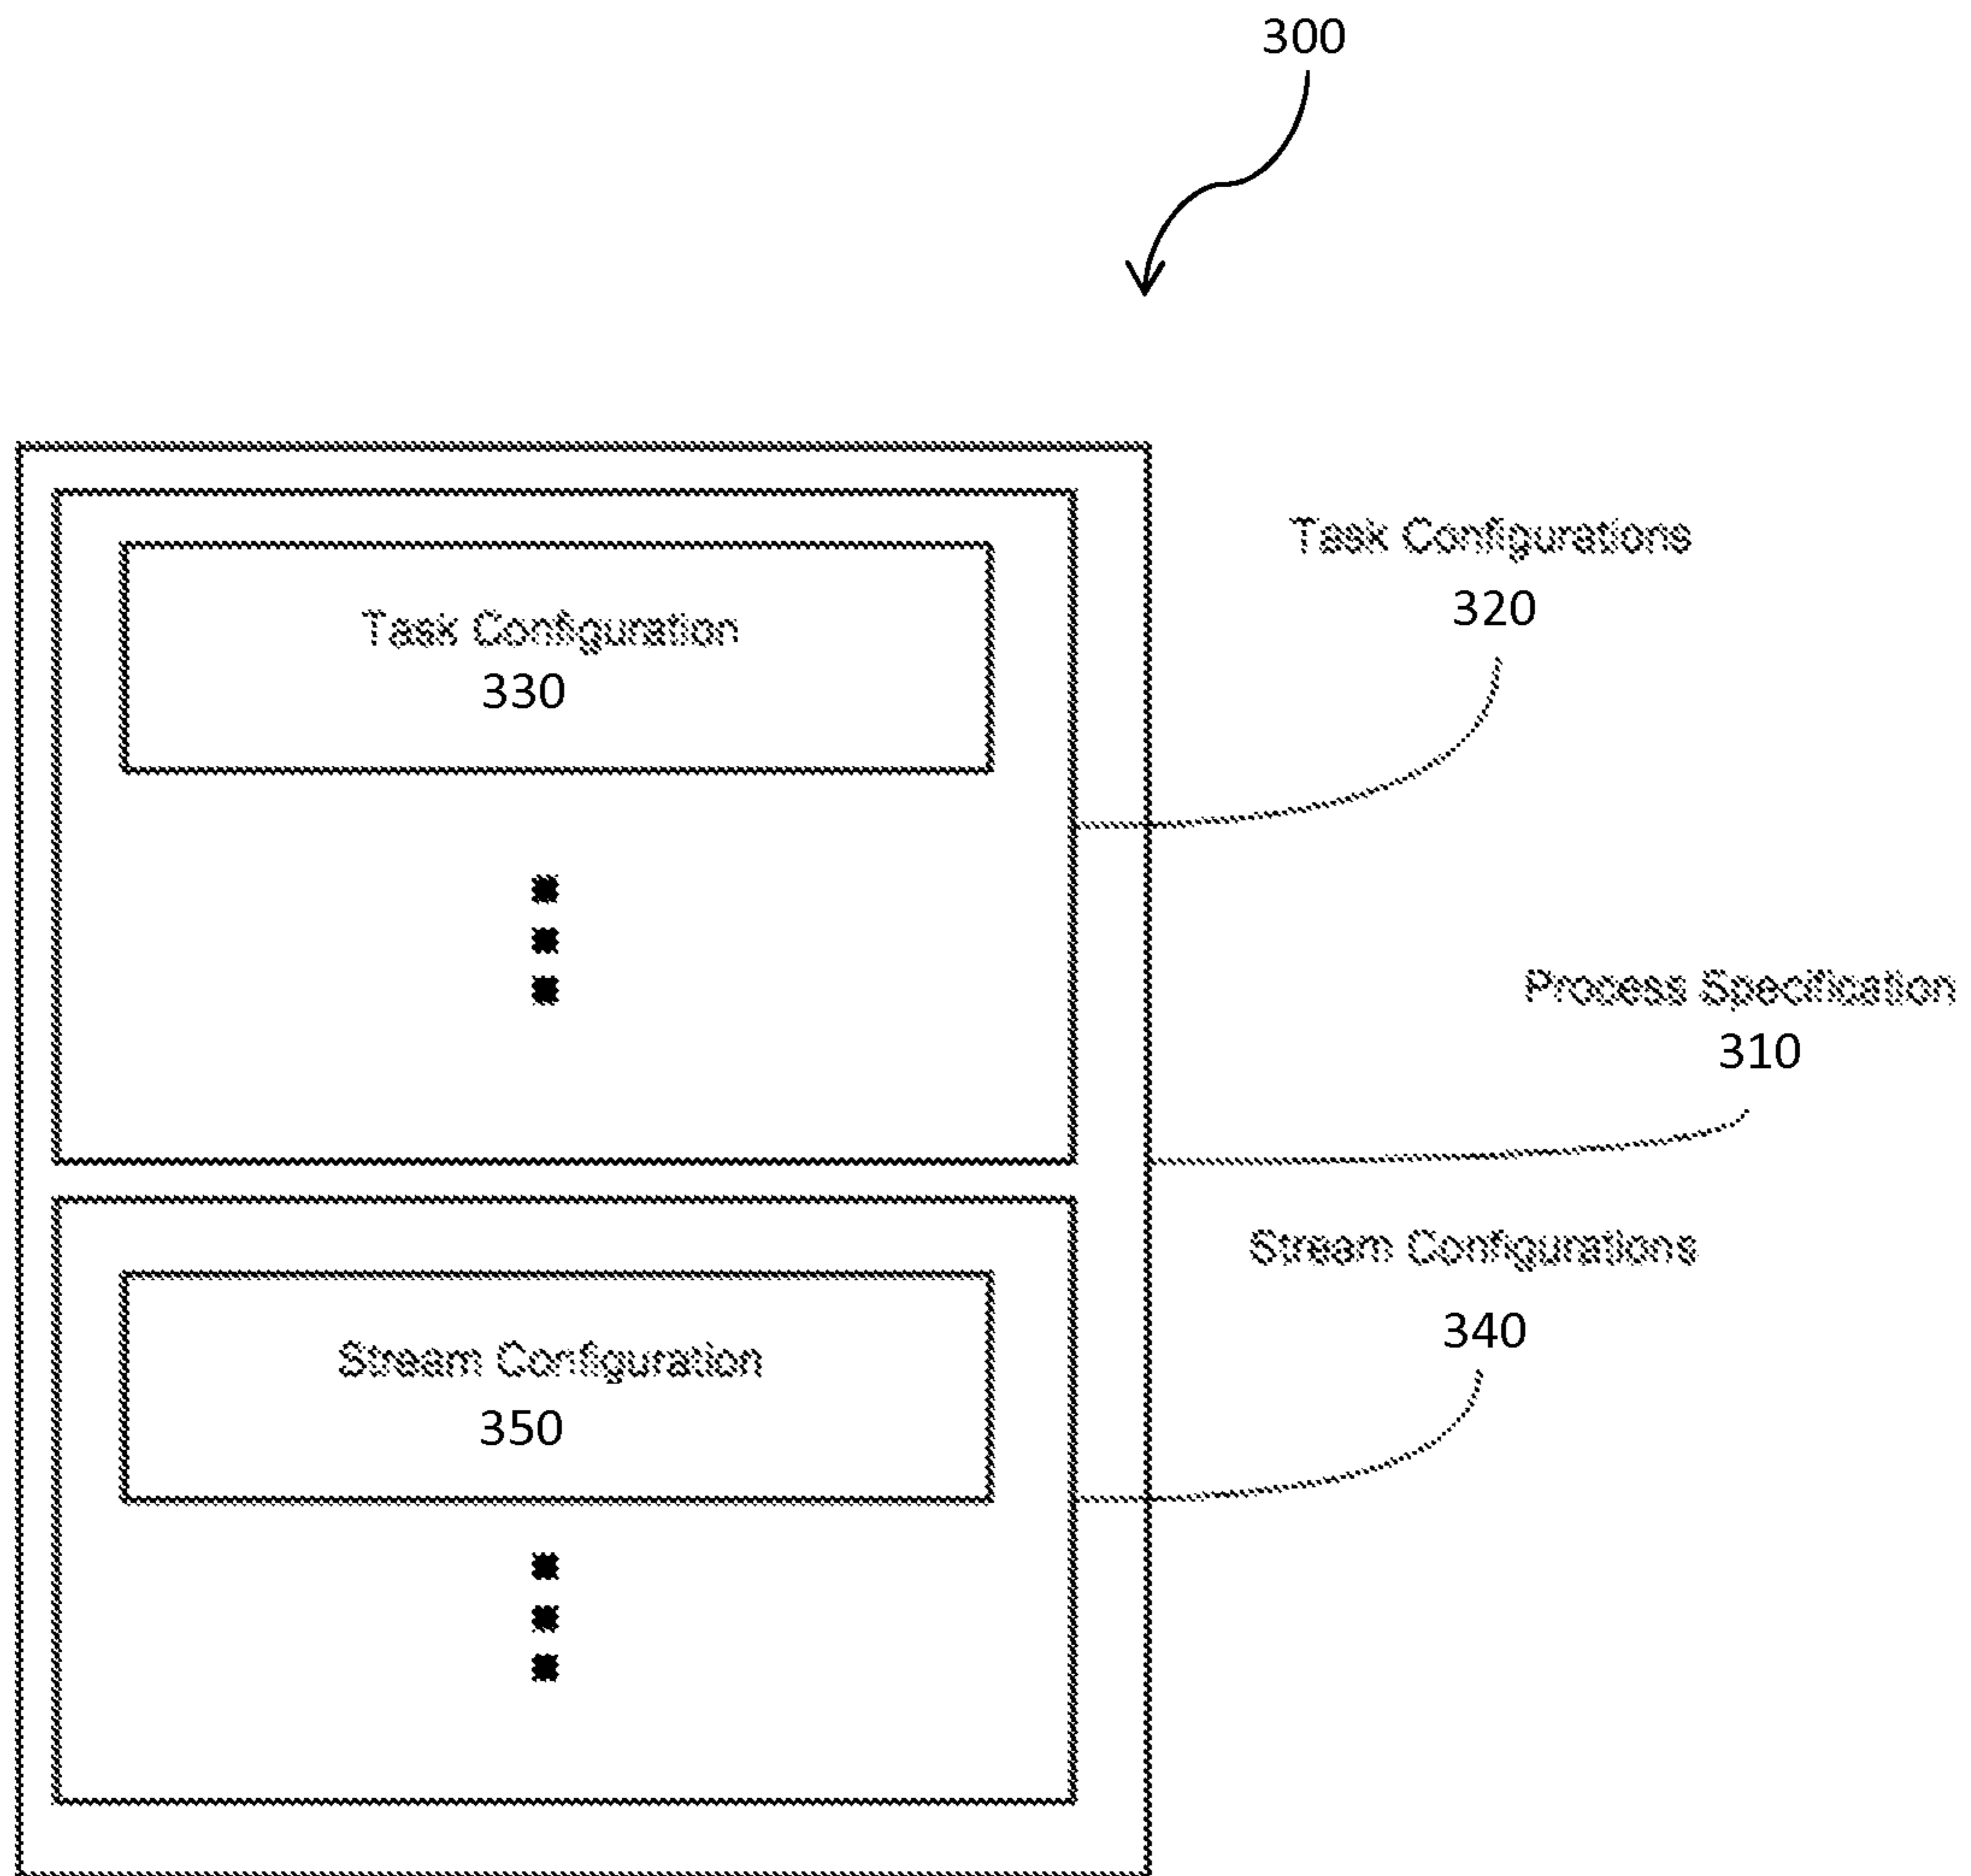 300
Task Configurations
320
Task Configuration
330
Process Specification
310
Stream Configurations
340
Stream Configuration
350